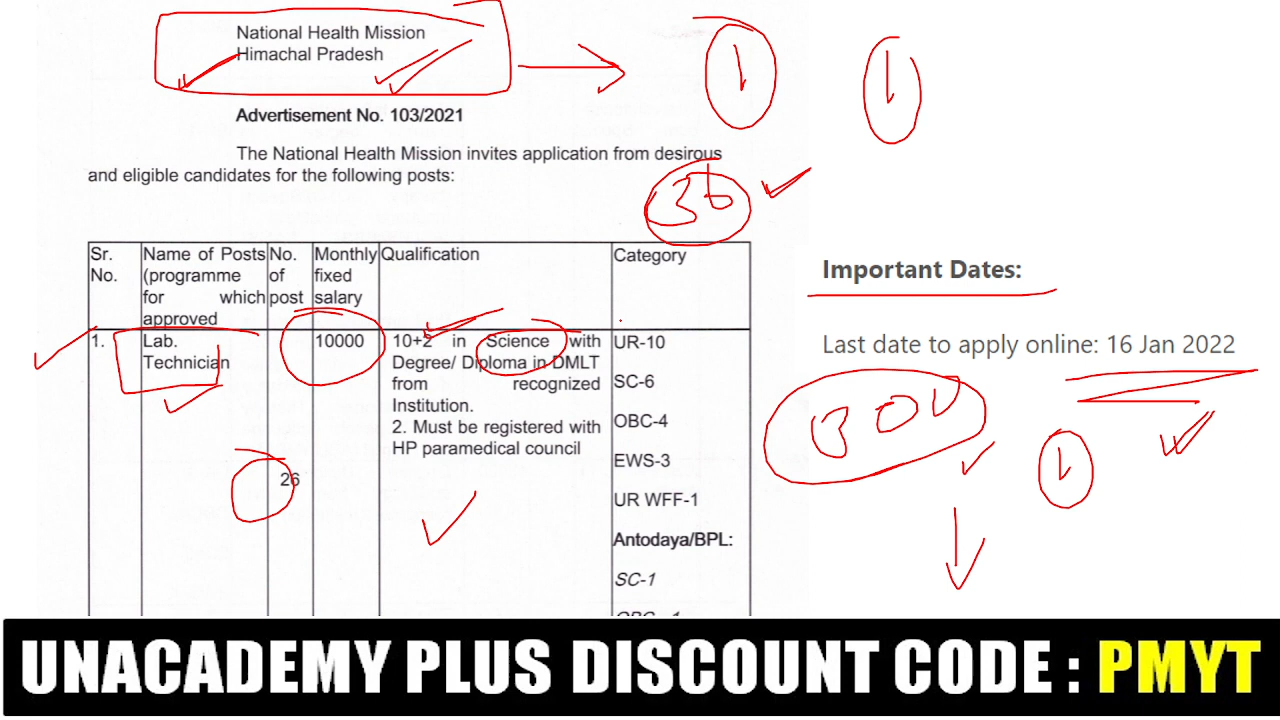 National Health Mission
Himachal Pradesh
Advertisement No. 103/2021
The National Health Mission invites application from desirous
and eligible candidates for the following posts:
36
Sr. No.
Name of Posts (programme for which approved
No. of post
Monthly fixed salary
Qualification
Category
1.
Lab. Technician
26
10000
10+2 in Science with
Degree/ Diploma in DMLT
from recognized
Institution.
2. Must be registered with
HP paramedical council
UR-10
SC-6
OBC-4
EWS-3
UR WFF-1
Antodaya/BPL:
SC-1
Important Dates:
Last date to apply online: 16 Jan 2022
UNACADEMY PLUS DISCOUNT CODE : PMYT